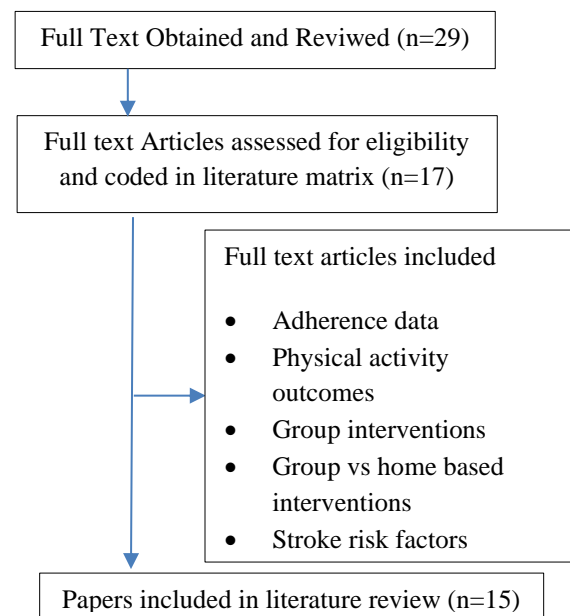 Full Text Obtained and Reviwed (n=29)
Full text Articles assessed for eligibility
and coded in literature matrix (n=17)
Full text articles included
• Adherence data
• Physical activity
outcomes
• Group interventions
• Group vs home based
interventions
• Stroke risk factors
Papers included in literature review (n=15)